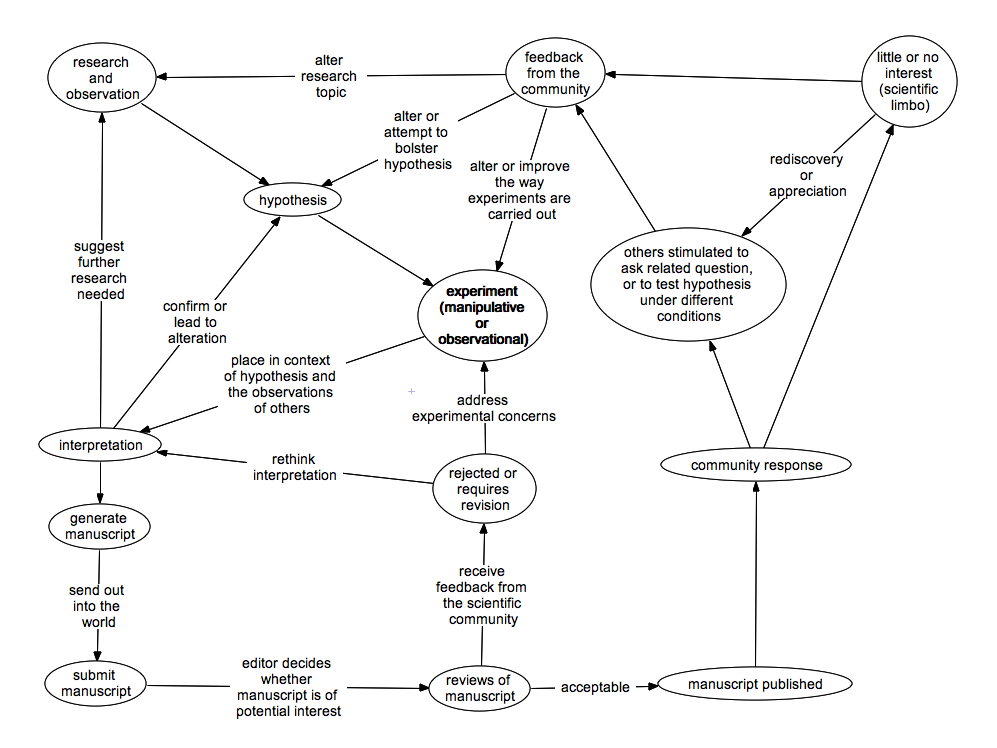 research
and
observation
alter
research
topic
feedback
from the
community
little or no
interest
(scientific
limbo)
alter or
attempt to
bolster
hypothesis
alter or improve
the way
experiments are
carried out
rediscovery
or
appreciation
hypothesis
suggest
further
research
needed
others stimulated to
ask related question,
or to test hypothesis
under different
conditions
experiment
(manipulative
or
observational)
confirm or
lead to
alteration
place in context
of hypothesis and
the observations
of others
address
experimental concerns
interpretation
rethink
interpretation
rejected or
requires
revision
community response
generate
manuscript
send out
into the
world
receive
feedback from
the scientific
community
submit
manuscript
editor decides
whether
manuscript is of
potential interest
reviews of
manuscript
acceptable
manuscript published